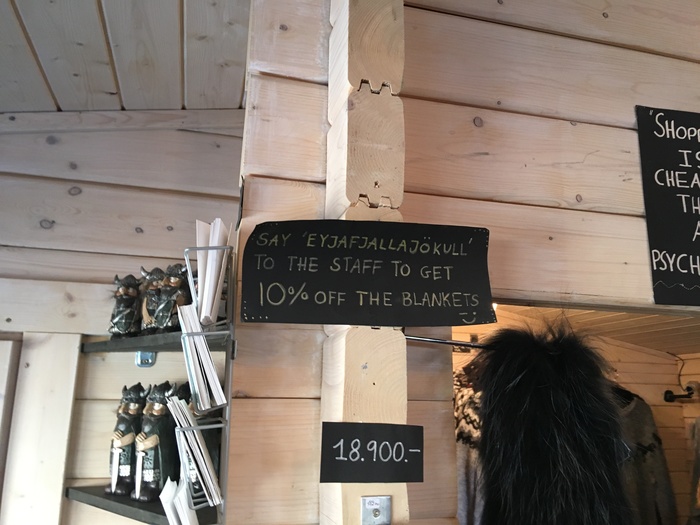 SAY 'EYJAFJALLAJÖKULL'
TO THE STAFF TO GET
10% OFF THE BLANKETS
18.900.-
'SHOPP
IS
CHEA
TH
A
PSYCH